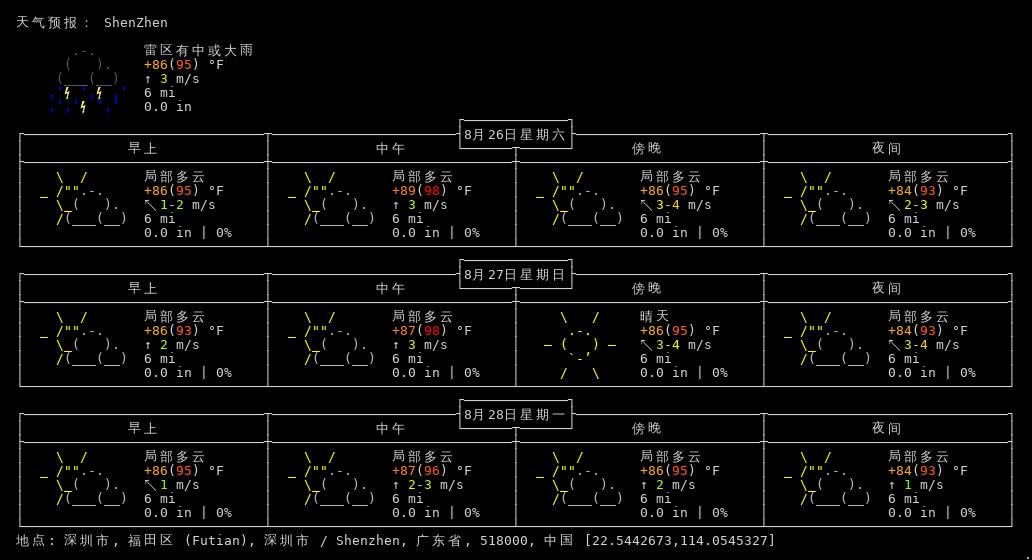 天气预报： ShenZhen
雷区有中或大雨
+86(95) °F
↑ 3 m/s
6 mi
0.0 in
8月26日星期六
早上 中午 傍晚 夜间
局部多云 局部多云 局部多云 局部多云
+86(95) °F +89(98) °F +86(95) °F +84(93) °F
↖1-2 m/s ↑ 3 m/s ↖3-4 m/s ↖2-3 m/s
6 mi 6 mi 6 mi 6 mi
0.0 in | 0% 0.0 in | 0% 0.0 in | 0% 0.0 in | 0%
8月27日星期日
早上 中午 傍晚 夜间
局部多云 局部多云 晴天 局部多云
+86(93) °F +87(98) °F +86(95) °F +84(93) °F
↑ 2 m/s ↑ 3 m/s ↖3-4 m/s ↖3-4 m/s
6 mi 6 mi 6 mi 6 mi
0.0 in | 0% 0.0 in | 0% 0.0 in | 0% 0.0 in | 0%
8月28日星期一
早上 中午 傍晚 夜间
局部多云 局部多云 局部多云 局部多云
+86(95) °F +87(96) °F +86(95) °F +84(93) °F
↖1 m/s ↑ 2-3 m/s ↑ 2 m/s ↑ 1 m/s
6 mi 6 mi 6 mi 6 mi
0.0 in | 0% 0.0 in | 0% 0.0 in | 0% 0.0 in | 0%
地点: 深圳市, 福田区 (Futian), 深圳市 / Shenzhen, 广东省, 518000, 中国 [22.5442673,114.0545327]